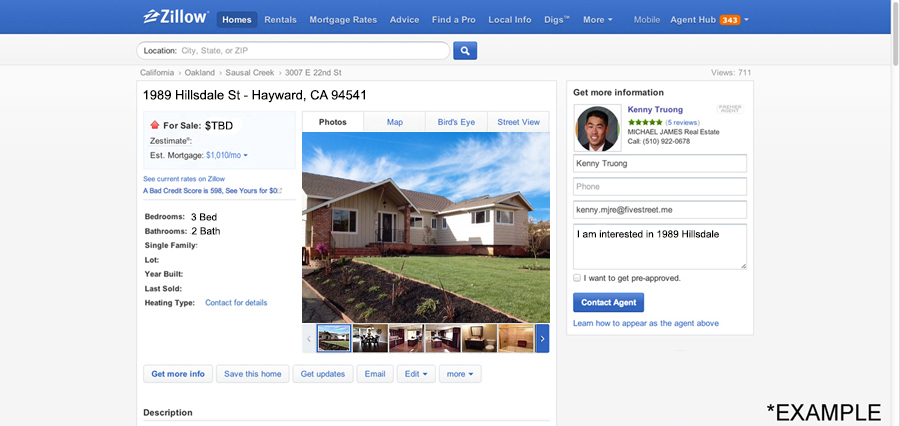 Zillow Homes Rentals Mortgage Rates Advice Find a Pro Local Info Digs™ More Mobile Agent Hub 343
Location: City, State, or ZIP
California › Oakland › Sausal Creek › 3007 E 22nd St Views: 711
1989 Hillsdale St - Hayward, CA 94541
For Sale: $TBD
Zestimate®:
Est. Mortgage: $1,010/mo
See current rates on Zillow
A Bad Credit Score is 598, See Yours for $0
Bedrooms: 3 Bed
Bathrooms: 2 Bath
Single Family:
Lot:
Year Built:
Last Sold:
Heating Type: Contact for details
Photos Map Bird's Eye Street View
Get more info Save this home Get updates Email Edit more
Description
Get more information
Kenny Truong PREMIER
AGENT
(5 reviews)
MICHAEL JAMES Real Estate
Call: (510) 922-0678
Kenny Truong
Phone
kenny.mjre@fivestreet.me
I am interested in 1989 Hillsdale
I want to get pre-approved.
Contact Agent
Learn how to appear as the agent above
*EXAMPLE